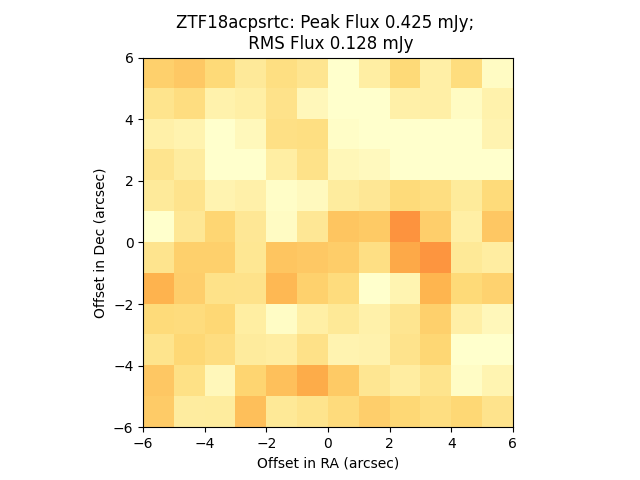 ZTF18acpsrtc: Peak Flux 0.425 mJy;
RMS Flux 0.128 mJy
6
4
2
0
−2
−4
−6
Offset in Dec (arcsec)
−6 −4 −2 0 2 4 6
Offset in RA (arcsec)